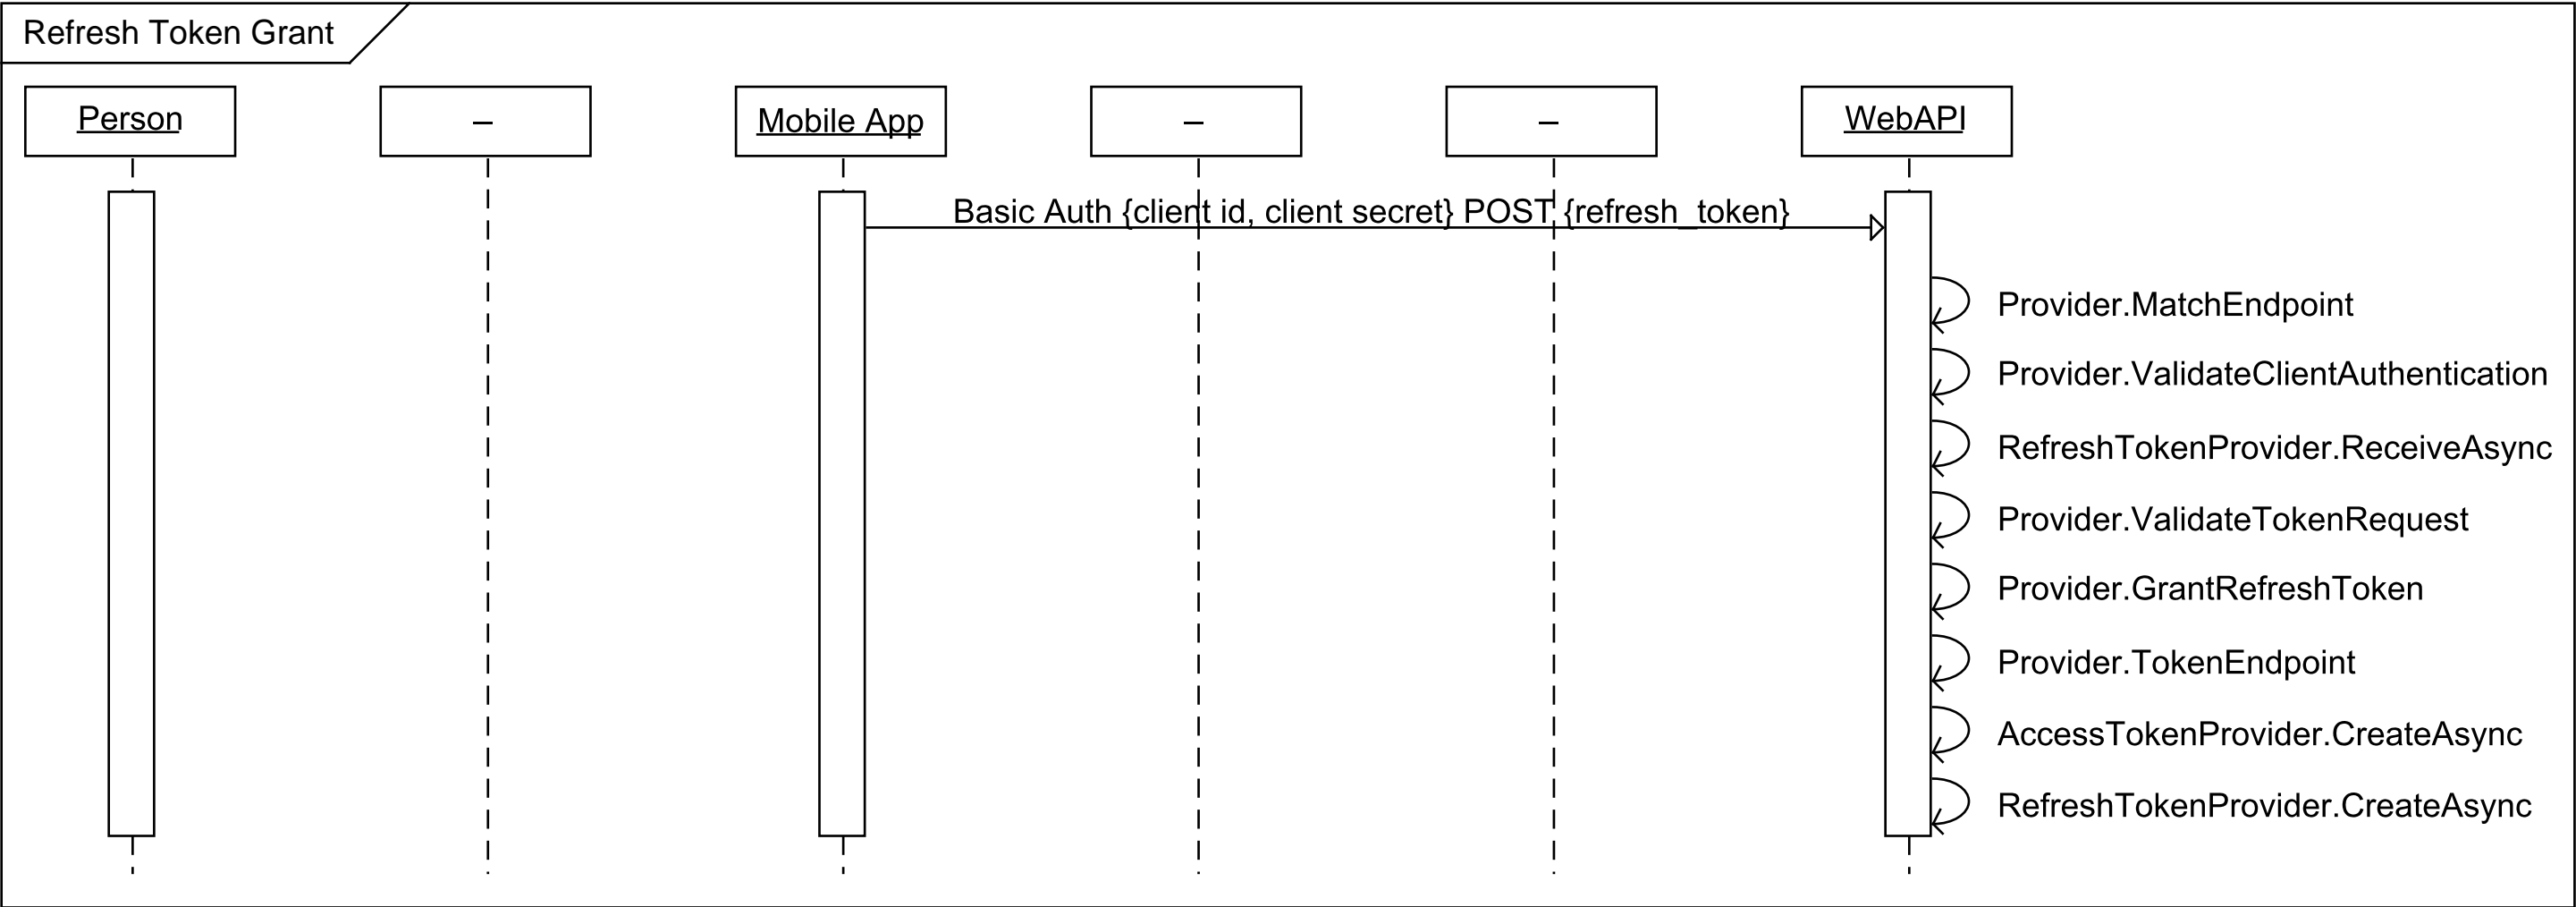 Refresh Token Grant
Person
–
Mobile App
–
–
WebAPI
Basic Auth {client id, client secret} POST {refresh_token}
Provider.MatchEndpoint
Provider.ValidateClientAuthentication
RefreshTokenProvider.ReceiveAsync
Provider.ValidateTokenRequest
Provider.GrantRefreshToken
Provider.TokenEndpoint
AccessTokenProvider.CreateAsync
RefreshTokenProvider.CreateAsync